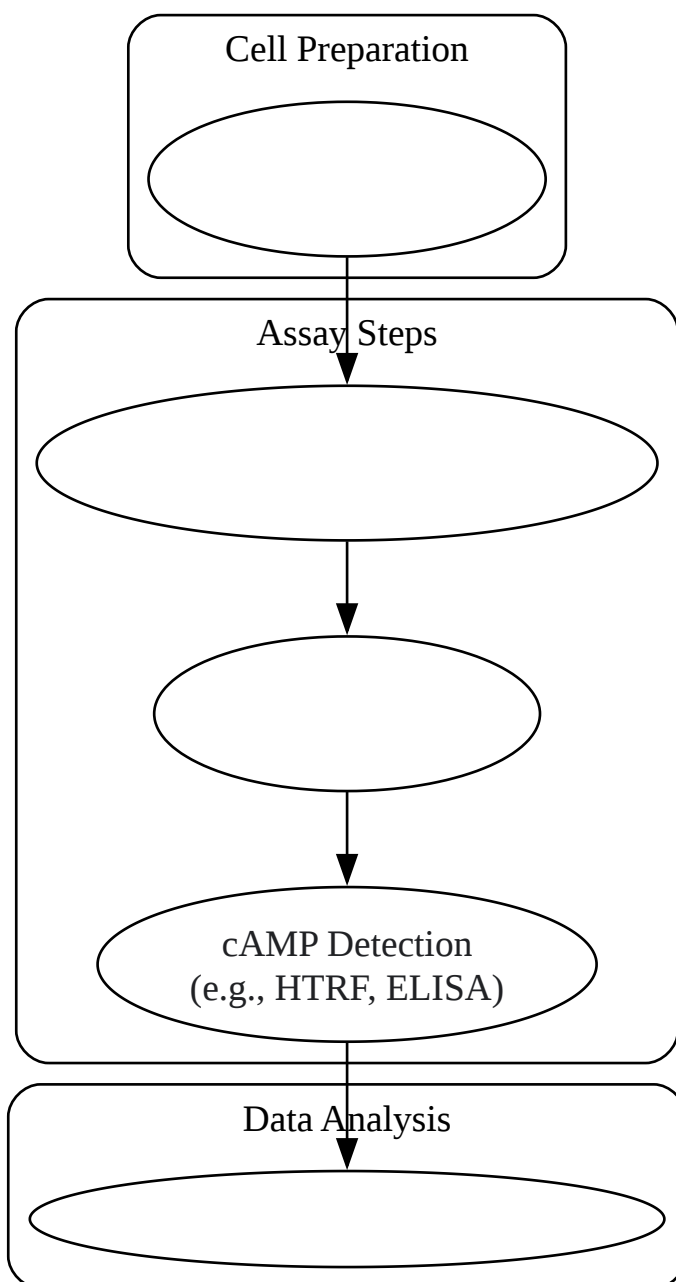 Cell Preparation
Assay Steps
cAMP Detection
(e.g., HTRF, ELISA)
Data Analysis